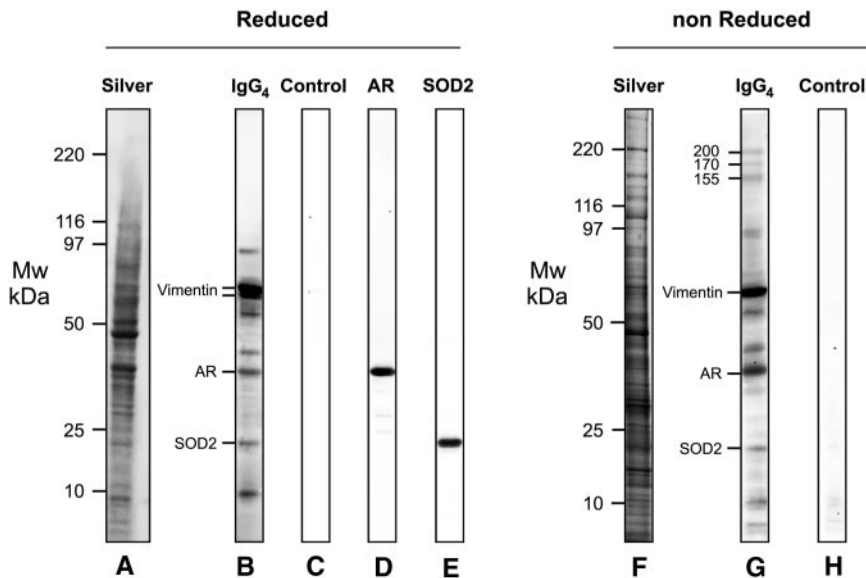 Reduced
non Reduced
Silver IgG₄ Control AR SOD2
Silver IgG₄ Control
220
116
97
Mw
kDa
50
25
10
Vimentin
AR
SOD2
220
116
97
Mw
kDa
50
25
10
200
170
155
Vimentin
AR
SOD2
A B C D E F G H